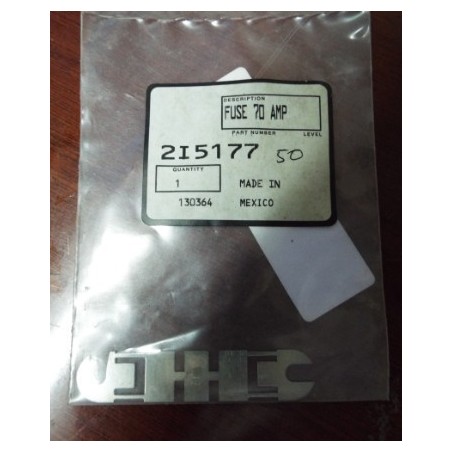 DESCRIPTION
FUSE 70 AMP
PART NUMBER LEVEL
2I5177 50
QUANTITY
1 MADE IN
130364 MEXICO